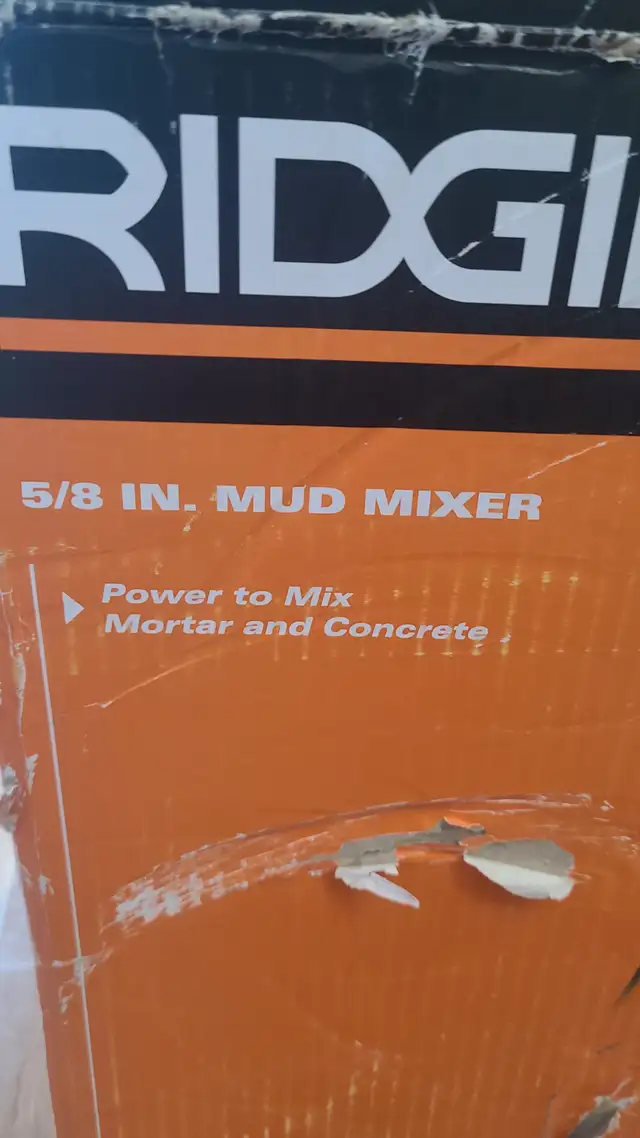 RIDGI
5/8 IN. MUD MIXER
Power to Mix
Mortar and Concrete